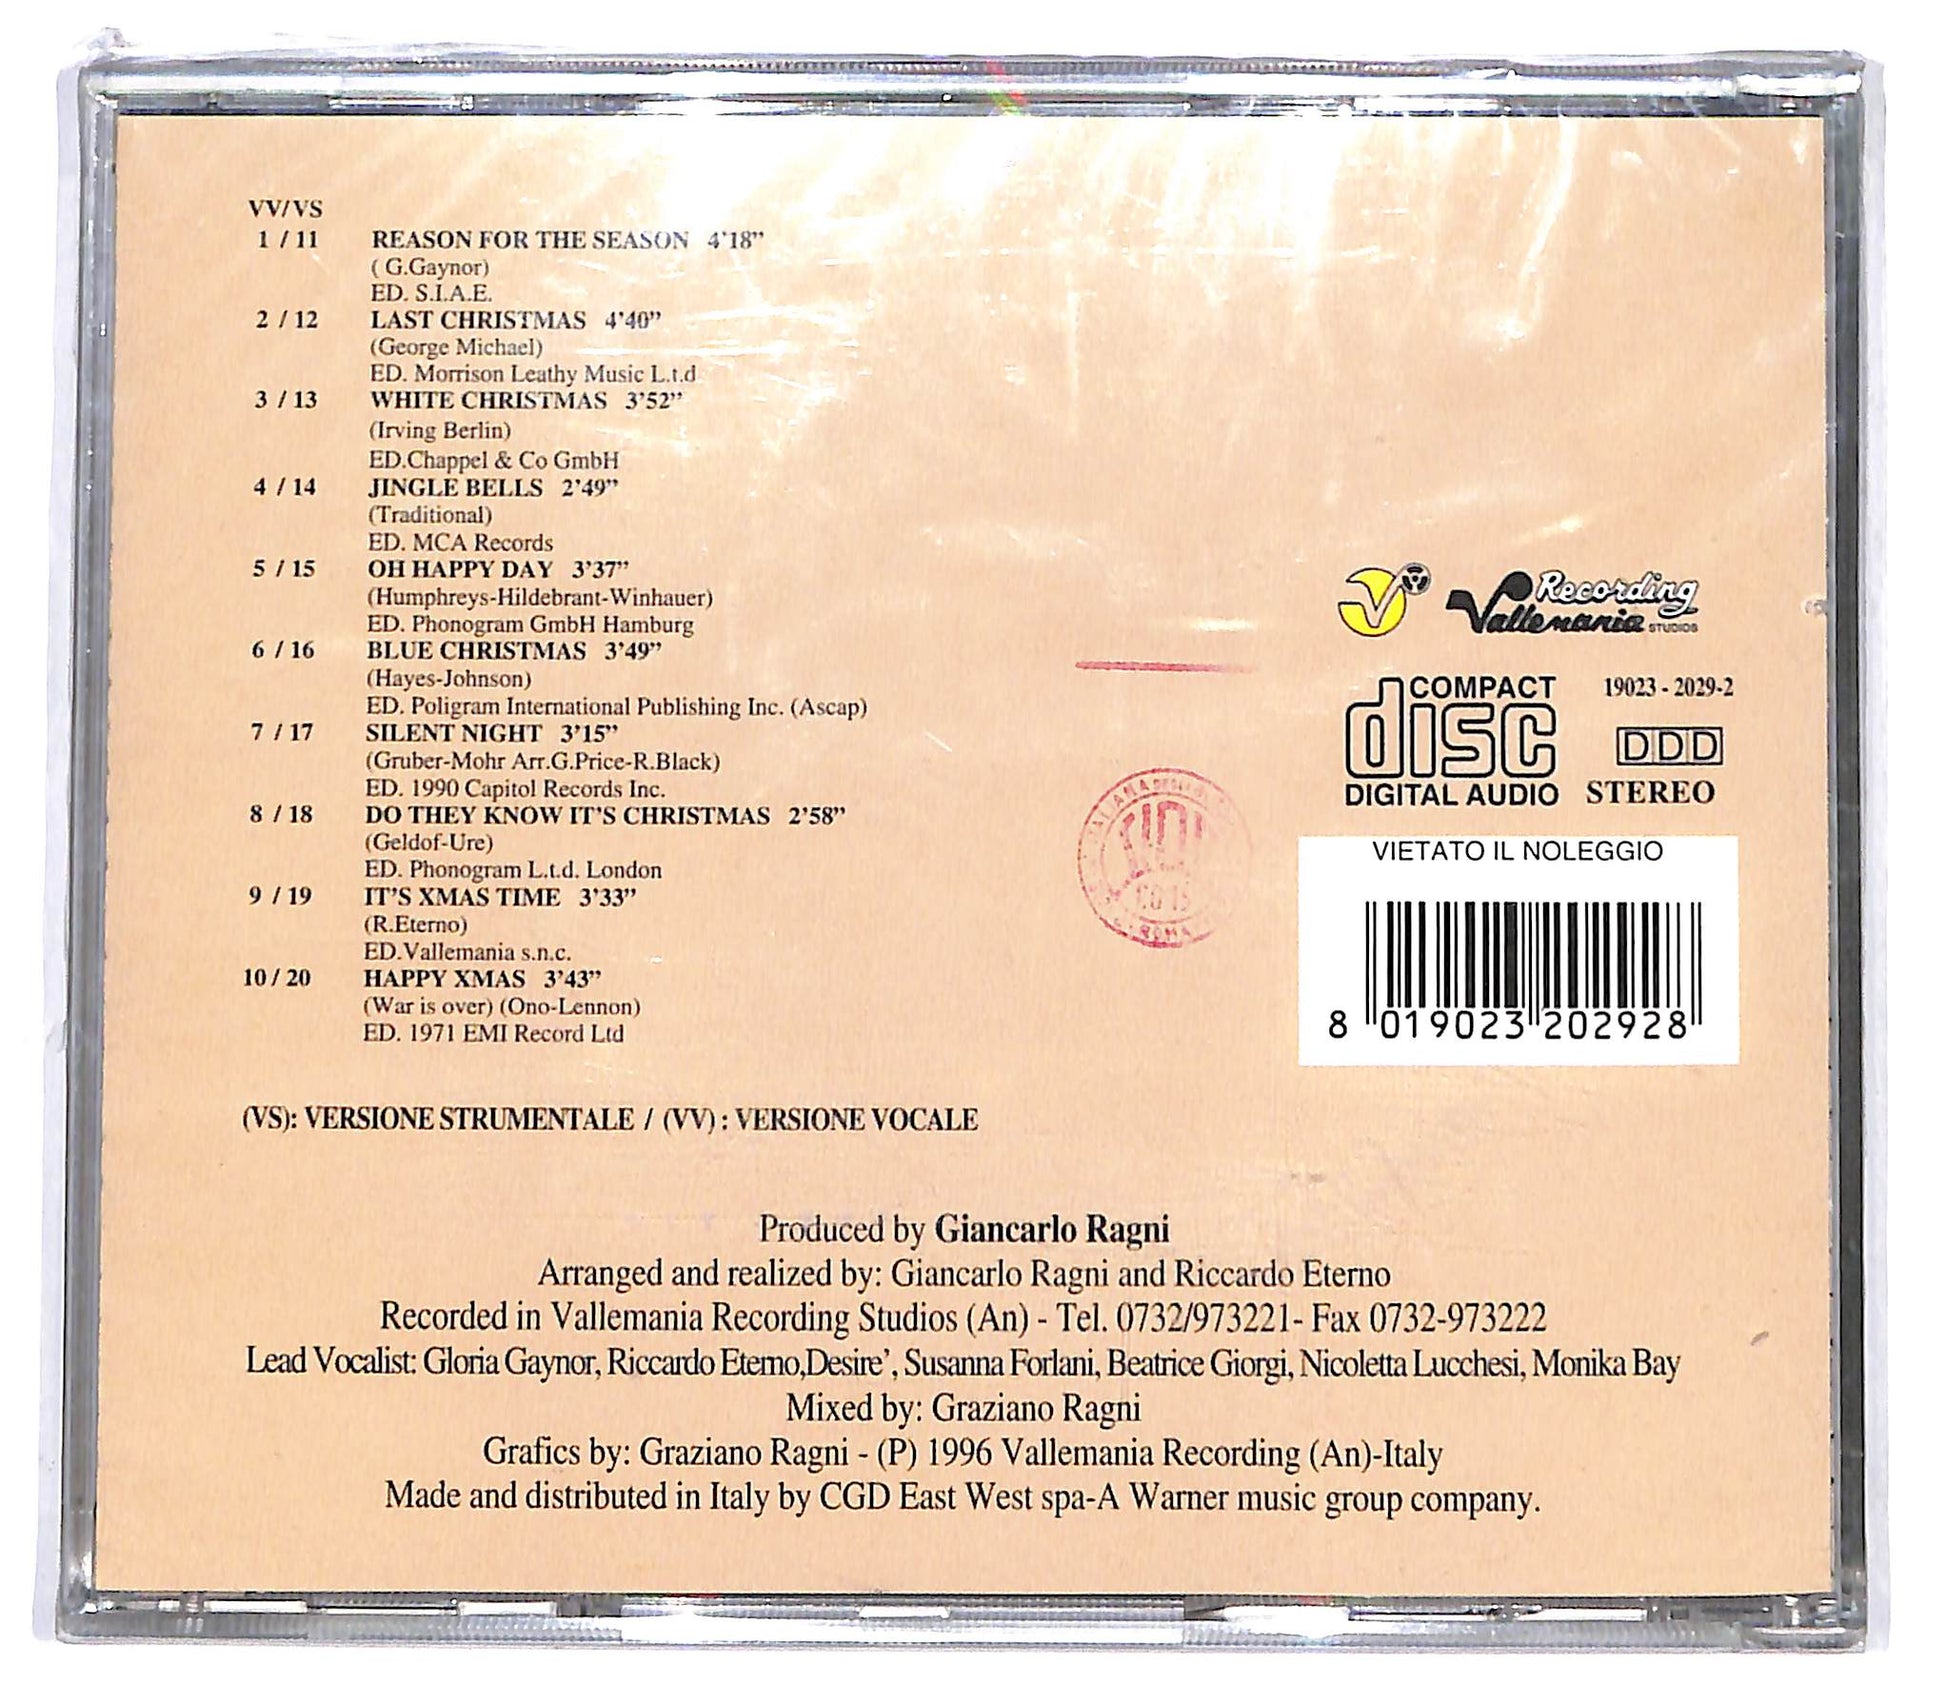 VV/VS
1 / 11 REASON FOR THE SEASON 4'18”
( G.Gaynor)
ED. S.I.A.E.
2 / 12 LAST CHRISTMAS 4'40”
(George Michael)
ED. Morrison Leathy Music L.t.d
3 / 13 WHITE CHRISTMAS 3'52”
(Irving Berlin)
ED.Chappel & Co GmbH
4 / 14 JINGLE BELLS 2'49”
(Traditional)
ED. MCA Records
5 / 15 OH HAPPY DAY 3'37”
(Humphreys-Hildebrant-Winhauer)
ED. Phonogram GmbH Hamburg
6 / 16 BLUE CHRISTMAS 3'49”
(Hayes-Johnson)
ED. Poligram International Publishing Inc. (Ascap)
7 / 17 SILENT NIGHT 3'15”
(Gruber-Mohr Arr.G.Price-R.Black)
ED. 1990 Capitol Records Inc.
8 / 18 DO THEY KNOW IT'S CHRISTMAS 2'58”
(Geldof-Ure)
ED. Phonogram L.t.d. London
9 / 19 IT'S XMAS TIME 3'33”
(R.Eterno)
ED.Vallemania s.n.c.
10 / 20 HAPPY XMAS 3'43”
(War is over) (Ono-Lennon)
ED. 1971 EMI Record Ltd
(VS): VERSIONE STRUMENTALE / (VV) : VERSIONE VOCALE
V Recording
Vallemania STUDIOS
COMPACT
disc
DIGITAL AUDIO
19023 - 2029-2
DDD
STEREO
ROMA
VIETATO IL NOLEGGIO
8 019023 202928
Produced by Giancarlo Ragni
Arranged and realized by: Giancarlo Ragni and Riccardo Eterno
Recorded in Vallemania Recording Studios (An) - Tel. 0732/973221- Fax 0732-973222
Lead Vocalist: Gloria Gaynor, Riccardo Eterno,Desire’, Susanna Forlani, Beatrice Giorgi, Nicoletta Lucchesi, Monika Bay
Mixed by: Graziano Ragni
Grafics by: Graziano Ragni - (P) 1996 Vallemania Recording (An)-Italy
Made and distributed in Italy by CGD East West spa-A Warner music group company.